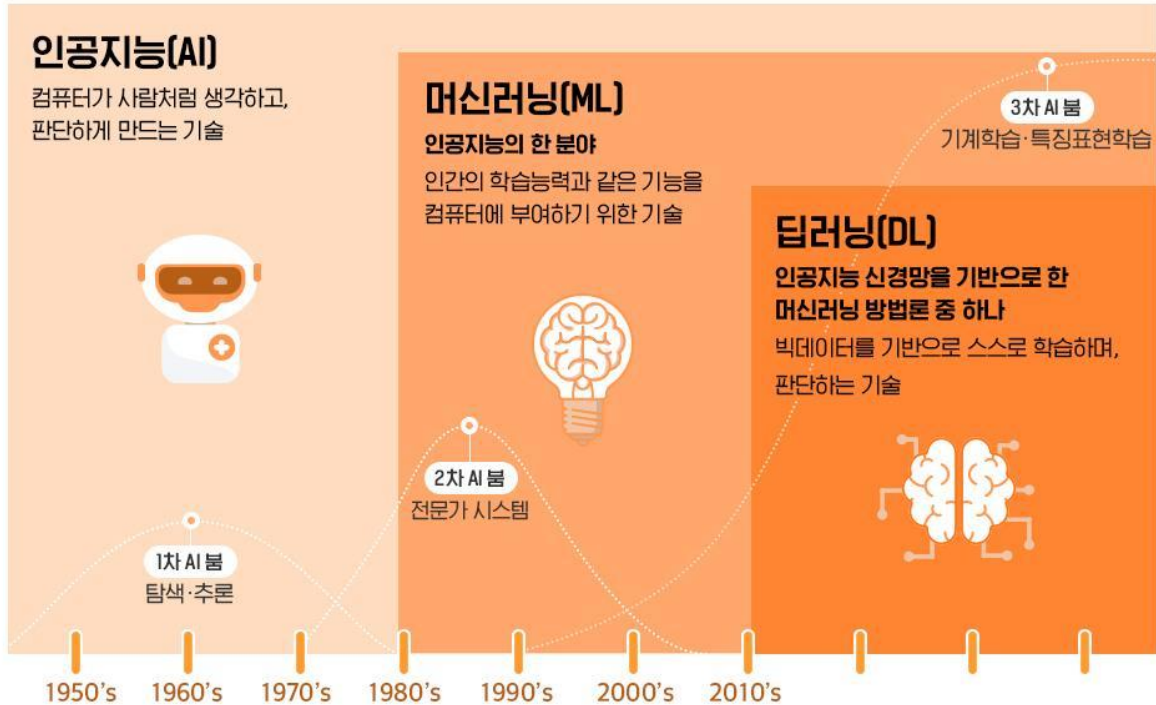 인공지능(AI)
컴퓨터가 사람처럼 생각하고,
판단하게 만드는 기술
머신러닝(ML)
인공지능의 한 분야
인간의 학습능력과 같은 기능을
컴퓨터에 부여하기 위한 기술
3차 AI 붐
기계학습·특징표현학습
딥러닝(DL)
인공지능 신경망을 기반으로 한
머신러닝 방법론 중 하나
빅데이터를 기반으로 스스로 학습하며,
판단하는 기술
2차 AI 붐
전문가 시스템
1차 AI 붐
탐색·추론
1950's 1960's 1970's 1980's 1990's 2000's 2010's